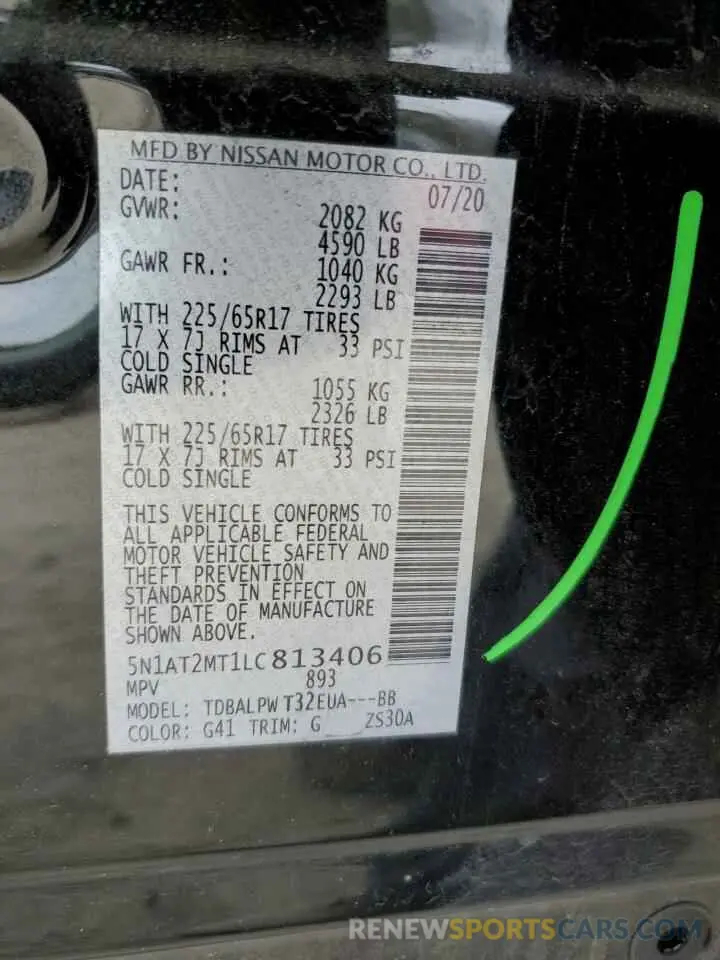 MFD BY NISSAN MOTOR CO., LTD.
DATE: 07/20
GVWR: 2082 KG
4590 LB
GAWR FR.: 1040 KG
2293 LB
WITH 225/65R17 TIRES
17 X 7J RIMS AT 33 PSI
COLD SINGLE
GAWR RR.: 1055 KG
2326 LB
WITH 225/65R17 TIRES
17 X 7J RIMS AT 33 PSI
COLD SINGLE
THIS VEHICLE CONFORMS TO
ALL APPLICABLE FEDERAL
MOTOR VEHICLE SAFETY AND
THEFT PREVENTION
STANDARDS IN EFFECT ON
THE DATE OF MANUFACTURE
SHOWN ABOVE.
5N1AT2MT1LC813406
MPV 893
MODEL: TDBALPW T32EUA---BB
COLOR: G41 TRIM: G ZS30A
RENEWSPORTSCARS.COM